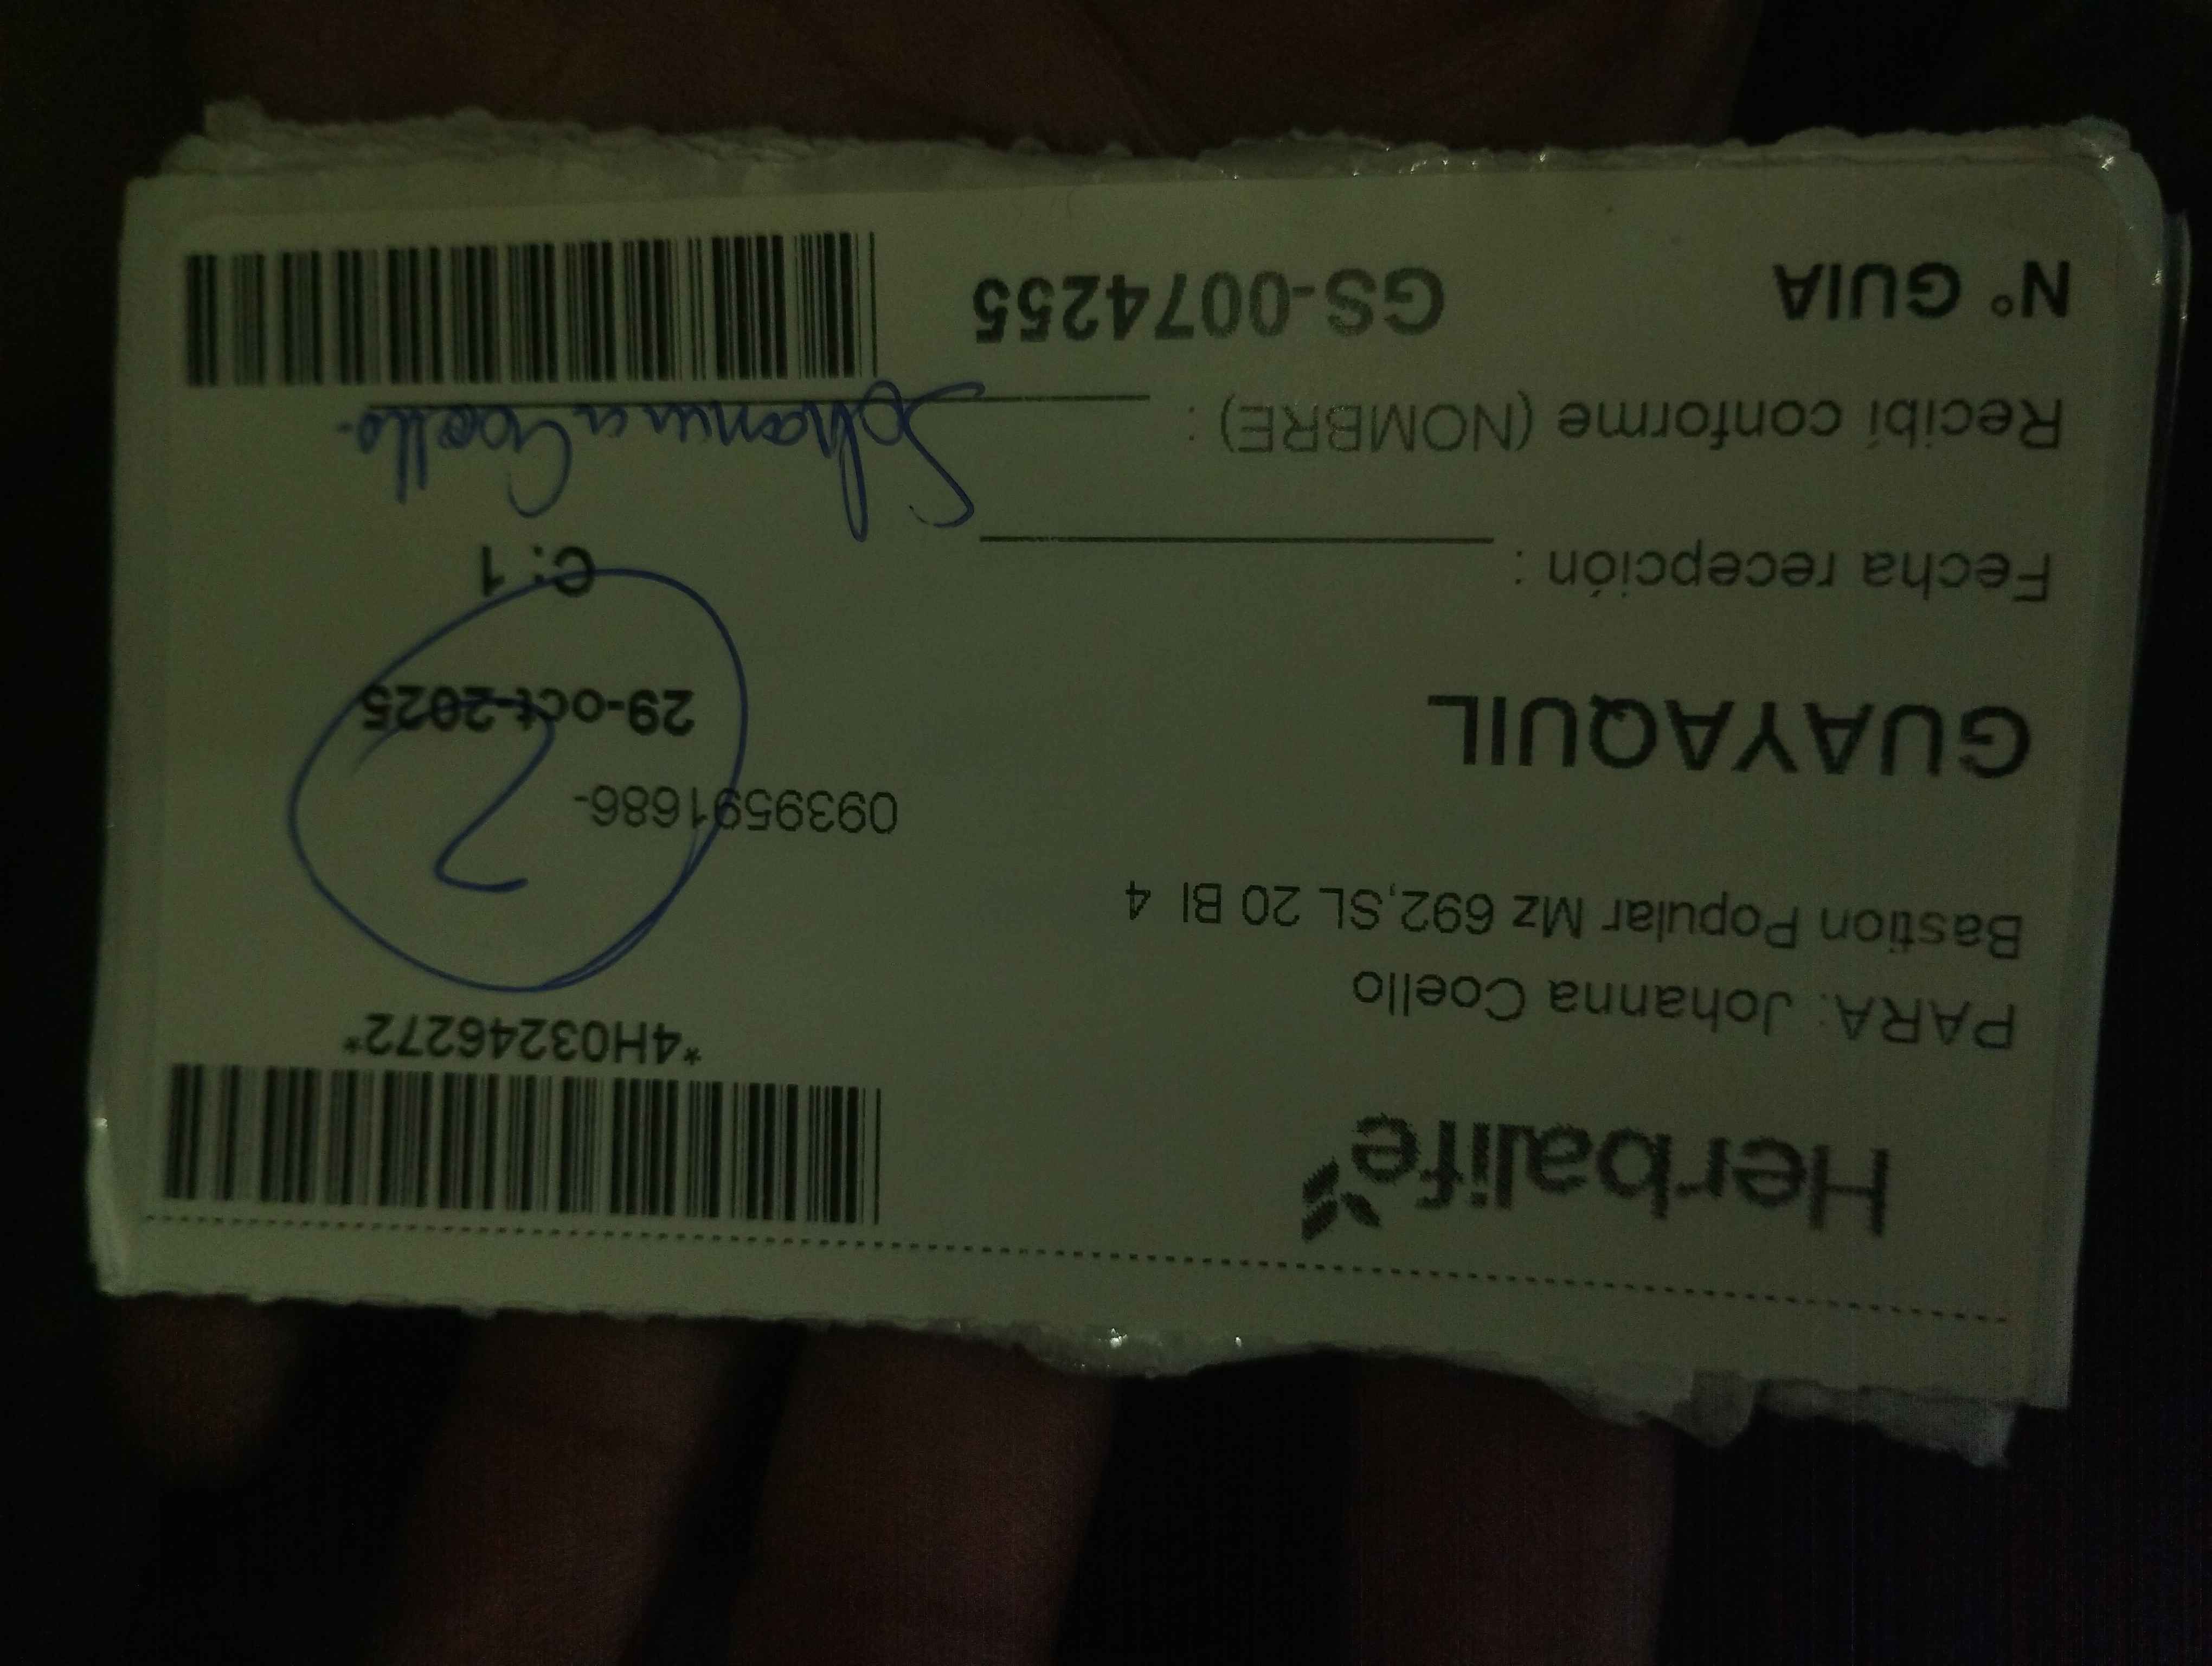 Herbalife
*4H03246272*
PARA: Johanna Coello
Bastion Popular Mz 692,SL 20 Bl 4
0939591686-
2
GUAYAQUIL
29-oct-2025
C: 1
Fecha recepción :
Recibí conforme (NOMBRE) : Johanna Coello.
N° GUIA GS-0074255